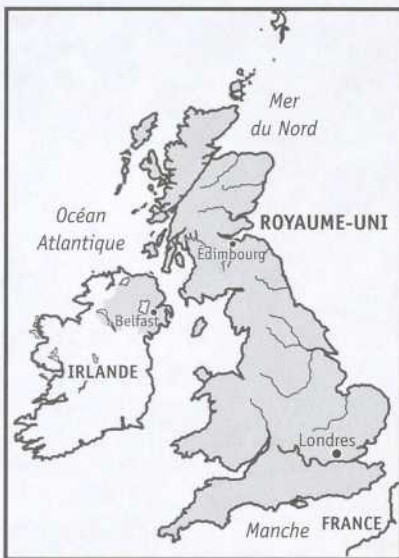 Mer
du Nord
Océan
Atlantique
ROYAUME-UNI
Édimbourg
Belfast
IRLANDE
Londres
Manche
FRANCE